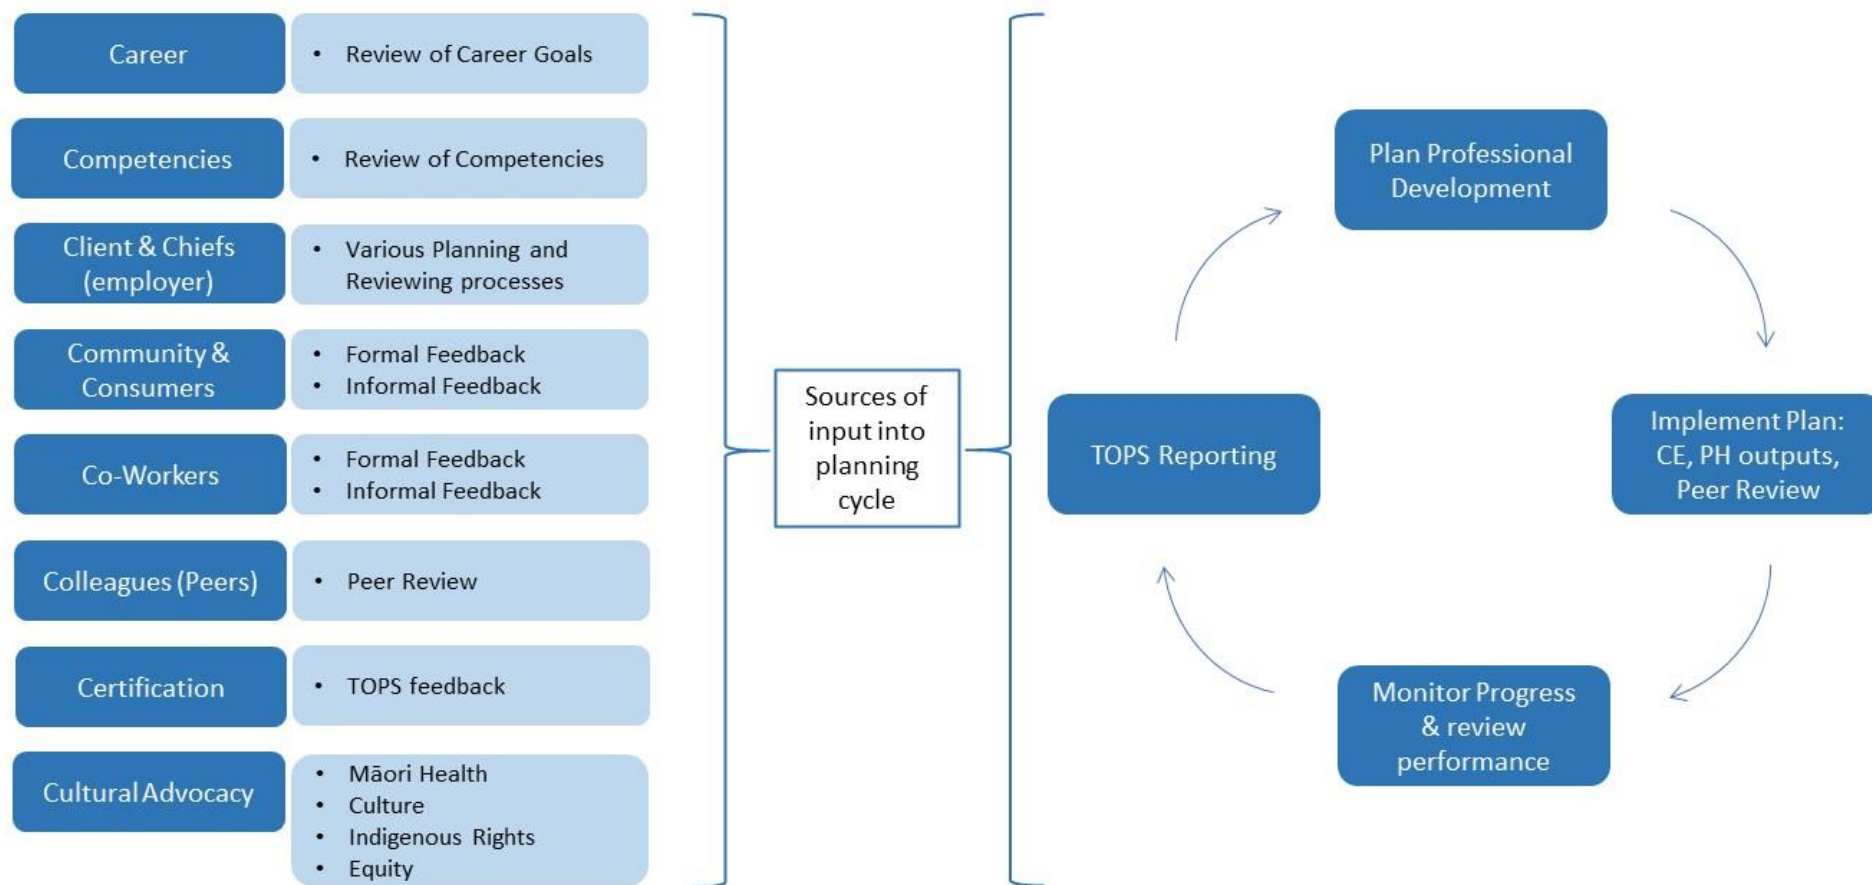 Career
• Review of Career Goals
Competencies
• Review of Competencies
Client & Chiefs
(employer)
• Various Planning and
Reviewing processes
Community &
Consumers
• Formal Feedback
• Informal Feedback
Co-Workers
• Formal Feedback
• Informal Feedback
Colleagues (Peers)
• Peer Review
Certification
• TOPS feedback
Cultural Advocacy
• Māori Health
• Culture
• Indigenous Rights
• Equity
Sources of
input into
planning
cycle
Plan Professional
Development
Implement Plan:
CE, PH outputs,
Peer Review
Monitor Progress
& review
performance
TOPS Reporting